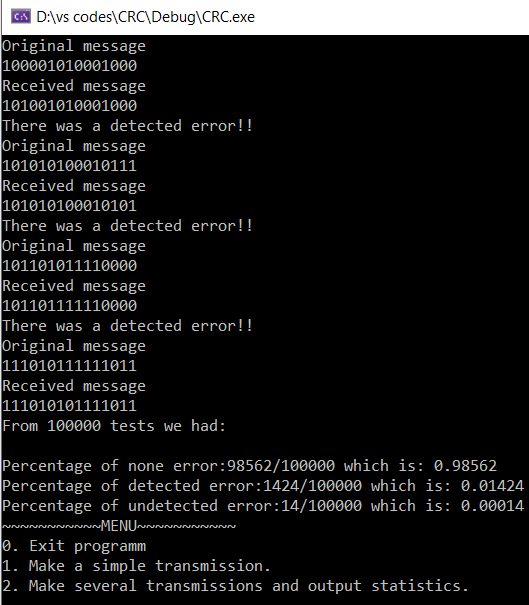 D:\vs codes\CRC\Debug\CRC.exe
Original message
100001010001000
Received message
101001010001000
There was a detected error!!
Original message
101010100010111
Received message
101010100010101
There was a detected error!!
Original message
101101011110000
Received message
101101111110000
There was a detected error!!
Original message
111010111111011
Received message
111010101111011
From 100000 tests we had:
Percentage of none error:98562/100000 which is: 0.98562
Percentage of detected error:1424/100000 which is: 0.01424
Percentage of undetected error:14/100000 which is: 0.00014
~~~~~~~~~~~MENU~~~~~~~~~~~
0. Exit programm
1. Make a simple transmission.
2. Make several transmissions and output statistics.